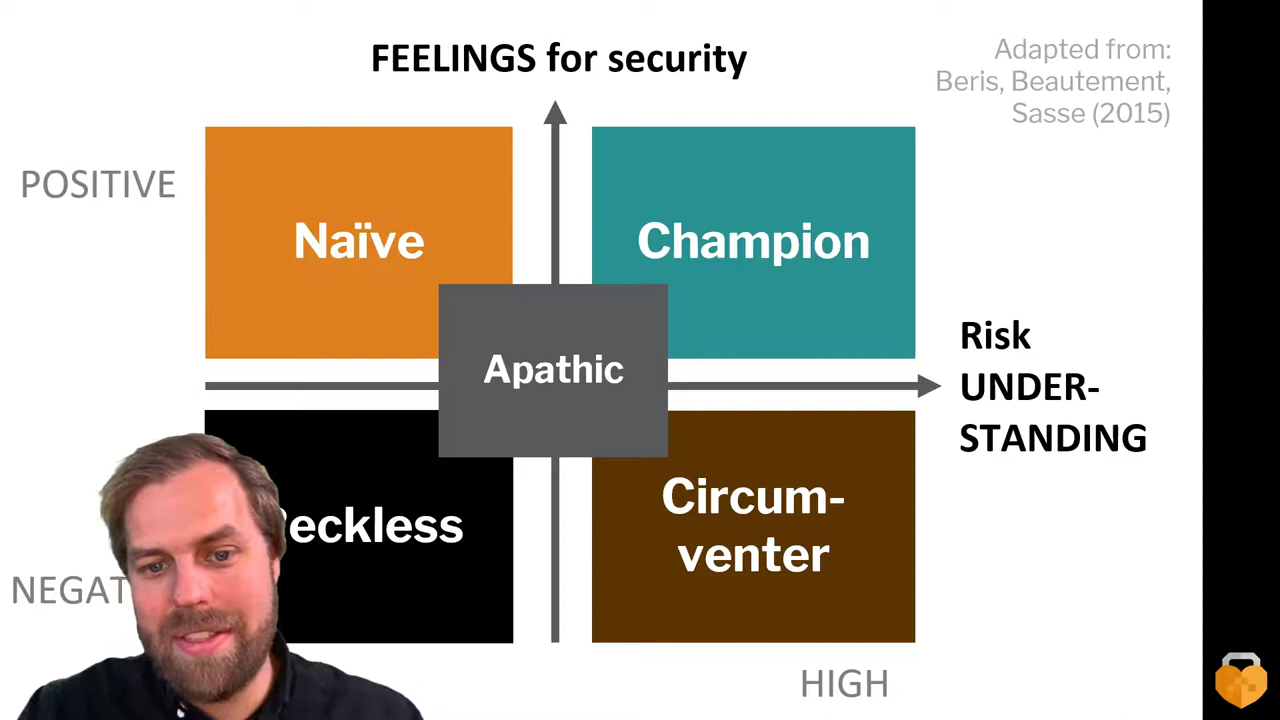 FEELINGS for security
Adapted from:
Beris, Beautement,
Sasse (2015)
POSITIVE
Naïve
Champion
Apathic
Risk
UNDER-
STANDING
Circum-
venter
HIGH